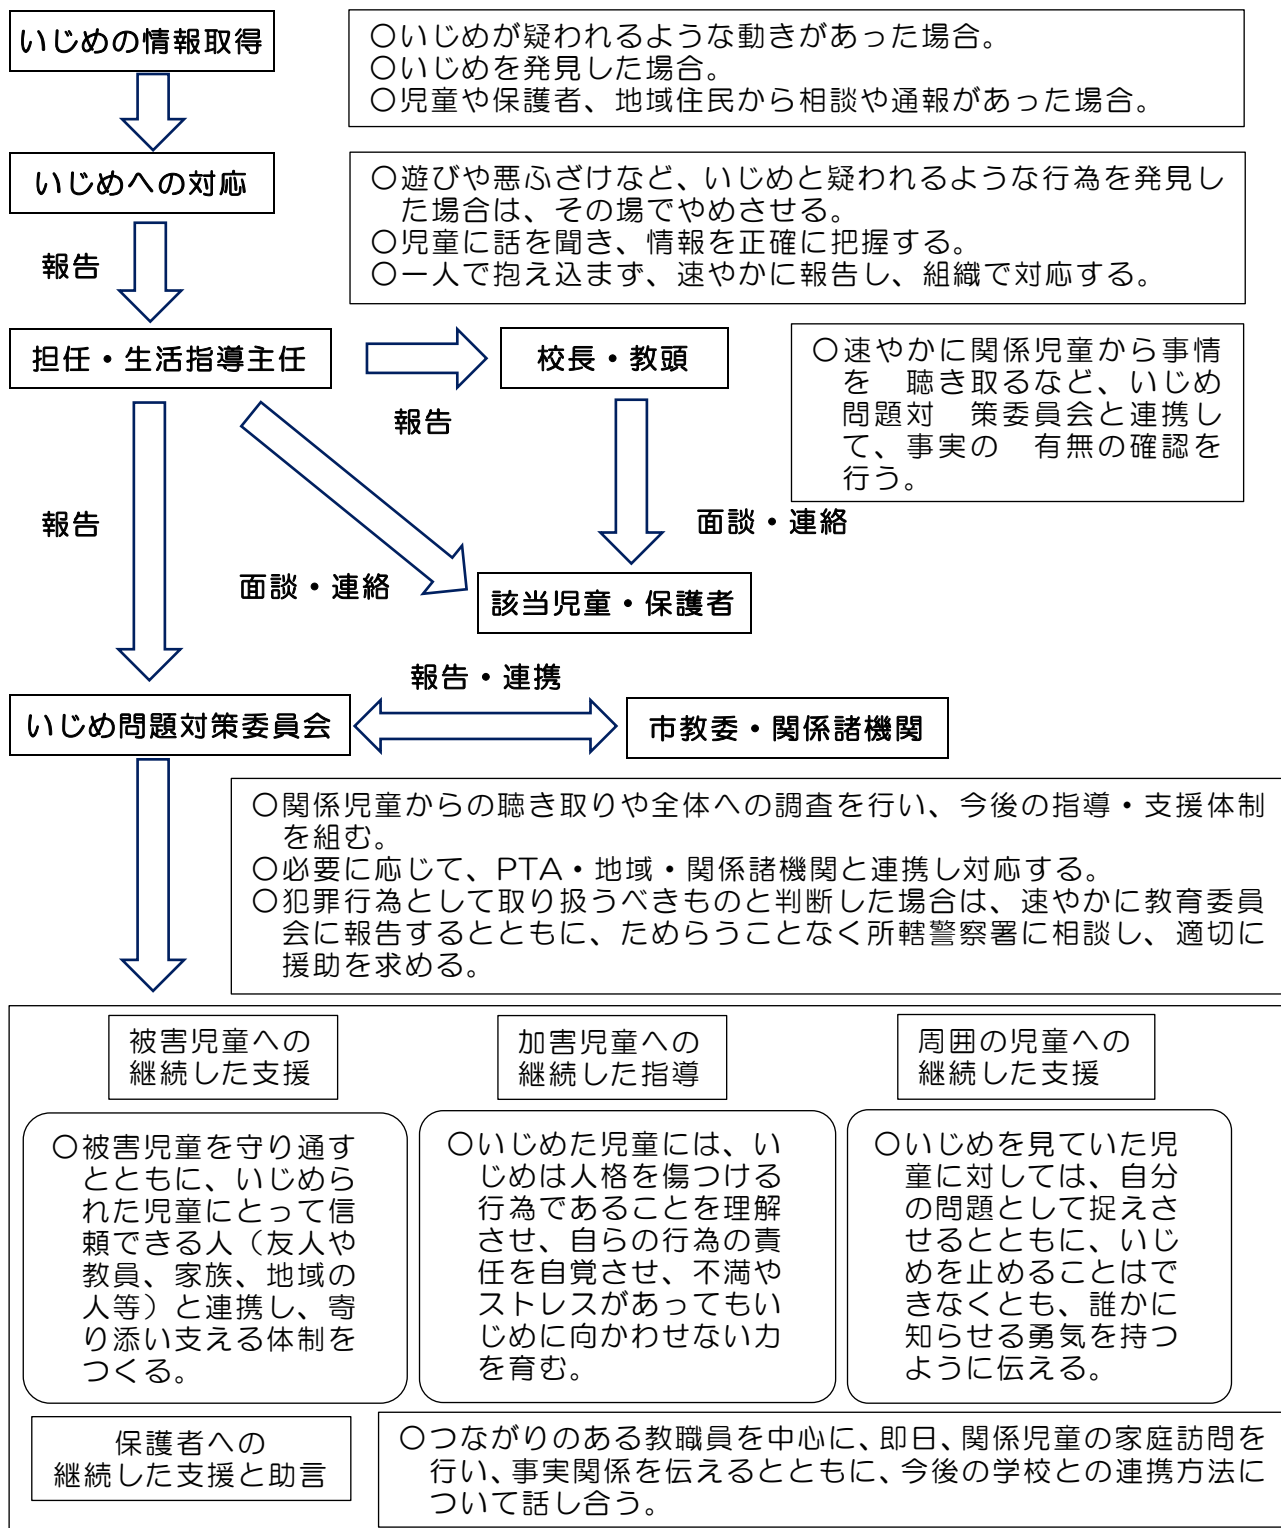 いじめの情報取得
〇いじめが疑われるような動きがあった場合。
〇いじめを発見した場合。
〇児童や保護者、地域住民から相談や通報があった場合。
いじめへの対応
〇遊びや悪ふざけなど、いじめと疑われるような行為を発見し
た場合は、その場でやめさせる。
〇児童に話を聞き、情報を正確に把握する。
〇一人で抱え込まず、速やかに報告し、組織で対応する。
報告
担任・生活指導主任
校長・教頭
報告
〇速やかに関係児童から事情
を　聴き取るなど、いじめ
問題対　策委員会と連携し
て、事実の　有無の確認を
行う。
報告
面談・連絡
面談・連絡
該当児童・保護者
報告・連携
いじめ問題対策委員会
市教委・関係諸機関
〇関係児童からの聴き取りや全体への調査を行い、今後の指導・支援体制
を組む。
〇必要に応じて、PTA・地域・関係諸機関と連携し対応する。
〇犯罪行為として取り扱うべきものと判断した場合は、速やかに教育委員
会に報告するとともに、ためらうことなく所轄警察署に相談し、適切に
援助を求める。
被害児童への
継続した支援
〇被害児童を守り通す
とともに、いじめら
れた児童にとって信
頼できる人（友人や
教員、家族、地域の
人等）と連携し、寄
り添い支える体制を
つくる。
加害児童への
継続した指導
〇いじめた児童には、い
じめは人格を傷つける
行為であることを理解
させ、自らの行為の責
任を自覚させ、不満や
ストレスがあってもい
じめに向かわせない力
を育む。
周囲の児童への
継続した支援
〇いじめを見ていた児
童に対しては、自分
の問題として捉えさ
せるとともに、いじ
めを止めることはで
きなくとも、誰かに
知らせる勇気を持つ
ように伝える。
保護者への
継続した支援と助言
〇つながりのある教職員を中心に、即日、関係児童の家庭訪問を
行い、事実関係を伝えるとともに、今後の学校との連携方法に
ついて話し合う。